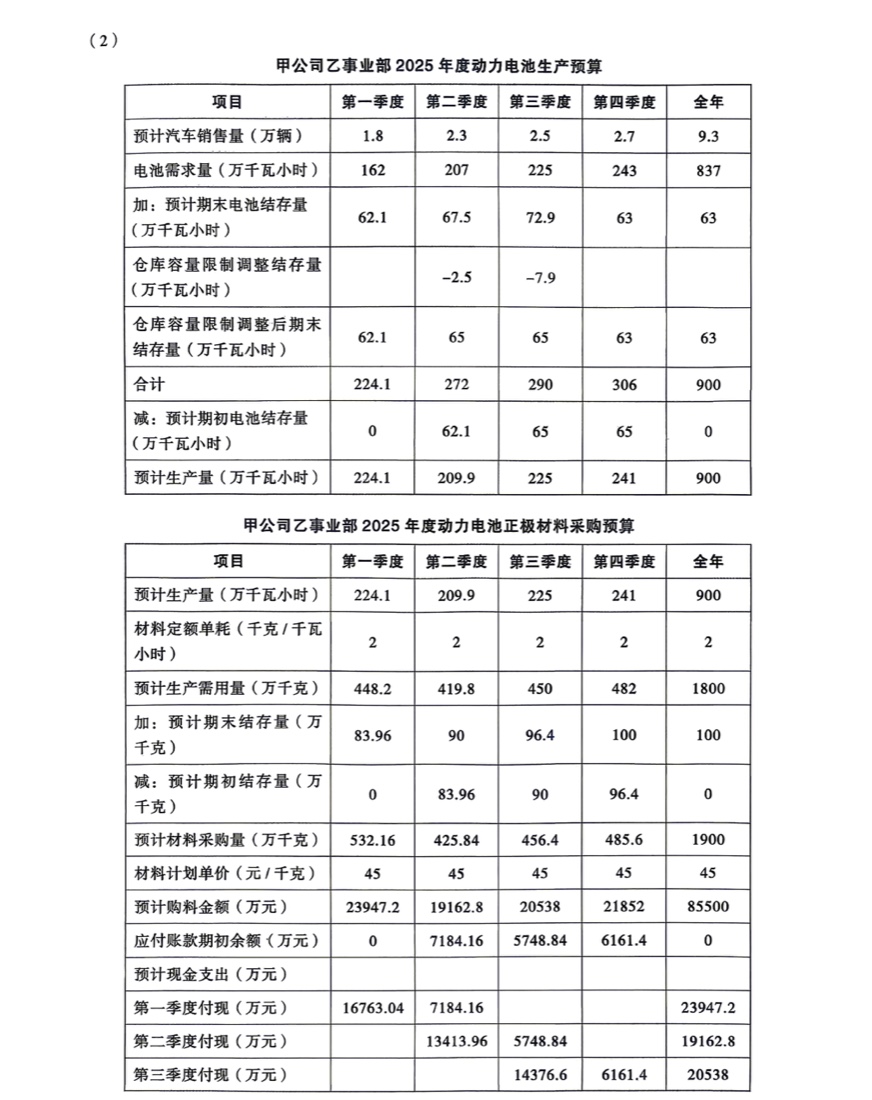 （2）
甲公司乙事业部 2025 年度动力电池生产预算
项目 第一季度 第二季度 第三季度 第四季度 全年
预计汽车销售量（万辆） 1.8 2.3 2.5 2.7 9.3
电池需求量（万千瓦小时） 162 207 225 243 837
加：预计期末电池结存量
（万千瓦小时） 62.1 67.5 72.9 63 63
仓库容量限制调整结存量
（万千瓦小时） −2.5 −7.9
仓库容量限制调整后期末
结存量（万千瓦小时） 62.1 65 65 63 63
合计 224.1 272 290 306 900
减：预计期初电池结存量
（万千瓦小时） 0 62.1 65 65 0
预计生产量（万千瓦小时） 224.1 209.9 225 241 900
甲公司乙事业部 2025 年度动力电池正极材料采购预算
项目 第一季度 第二季度 第三季度 第四季度 全年
预计生产量（万千瓦小时） 224.1 209.9 225 241 900
材料定额单耗（千克/千瓦
小时） 2 2 2 2 2
预计生产需用量（万千克） 448.2 419.8 450 482 1800
加：预计期末结存量（万
千克） 83.96 90 96.4 100 100
减：预计期初结存量（万
千克） 0 83.96 90 96.4 0
预计材料采购量（万千克） 532.16 425.84 456.4 485.6 1900
材料计划单价（元/千克） 45 45 45 45 45
预计购料金额（万元） 23947.2 19162.8 20538 21852 85500
应付账款期初余额（万元） 0 7184.16 5748.84 6161.4 0
预计现金支出（万元）
第一季度付现（万元） 16763.04 7184.16 23947.2
第二季度付现（万元） 13413.96 5748.84 19162.8
第三季度付现（万元） 14376.6 6161.4 20538